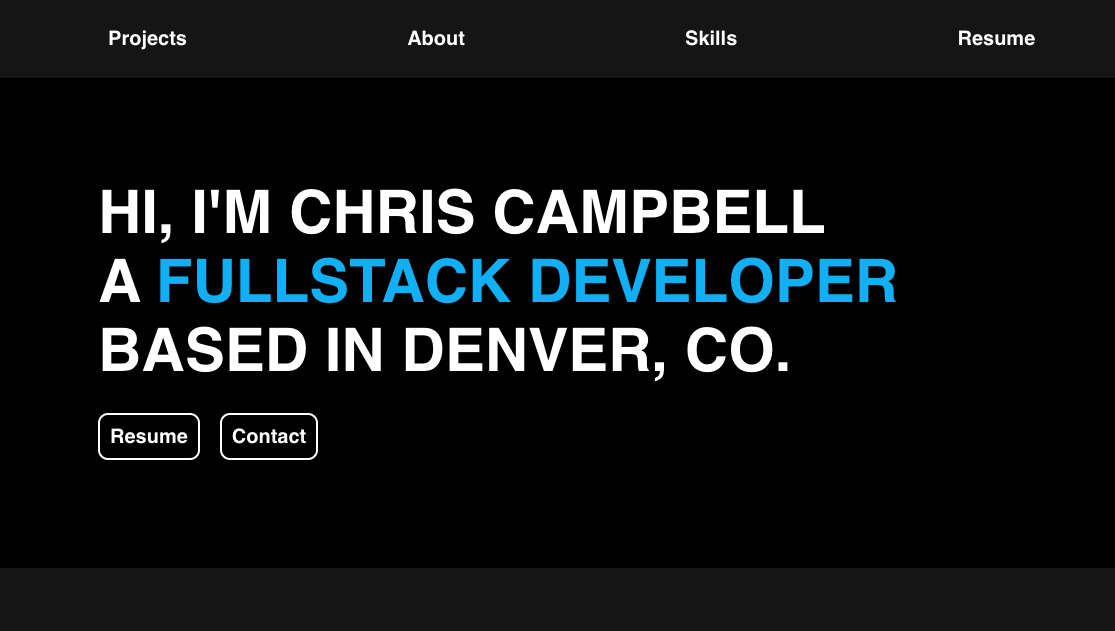 Projects About Skills Resume
HI, I'M CHRIS CAMPBELL
A FULLSTACK DEVELOPER
BASED IN DENVER, CO.
Resume Contact